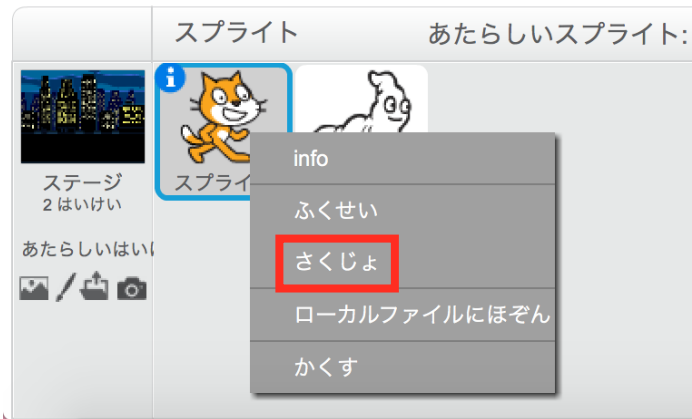 スプライト
あたらしいスプライト:
ステージ
2 はいけい
スプライ
あたらしいはい
info
ふくせい
さくじょ
ローカルファイルにほぞん
かくす